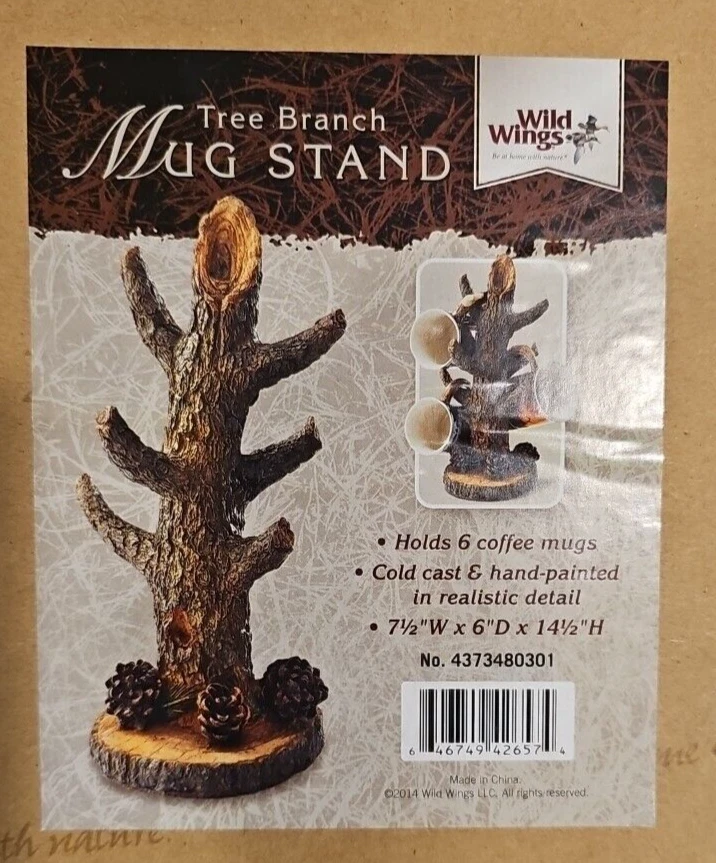 Tree Branch
MUG STAND
Wild
Wings
Be at home with nature®
• Holds 6 coffee mugs
• Cold cast & hand-painted
in realistic detail
• 7½"W x 6"D x 14½"H
No. 4373480301
6 46749 42657 4
Made in China.
©2014 Wild Wings LLC. All rights reserved.
me
th nature.